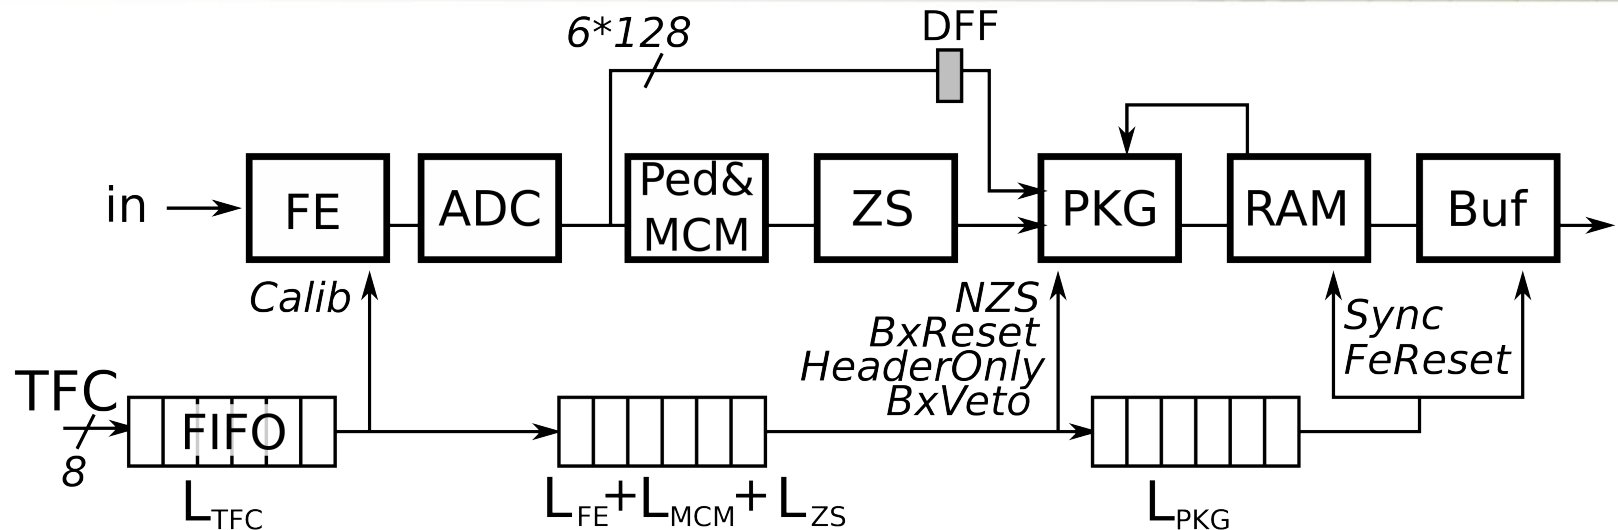 6*128
DFF
in
FE
ADC
Ped&
MCM
ZS
PKG
RAM
Buf
Calib
NZS
BxReset
HeaderOnly
BxVeto
Sync
FeReset
TFC
8
FIFO
LTFC
LFE+LMCM+ LZS
LPKG